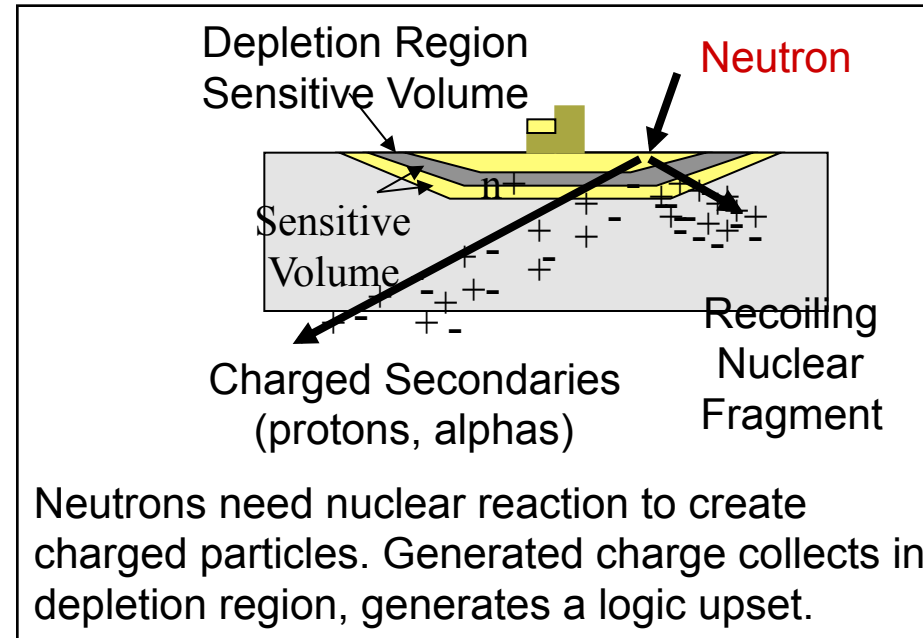 Depletion Region
Sensitive Volume
Neutron
n+
Sensitive
Volume
Recoiling
Nuclear
Fragment
Charged Secondaries
(protons, alphas)
Neutrons need nuclear reaction to create
charged particles. Generated charge collects in
depletion region, generates a logic upset.